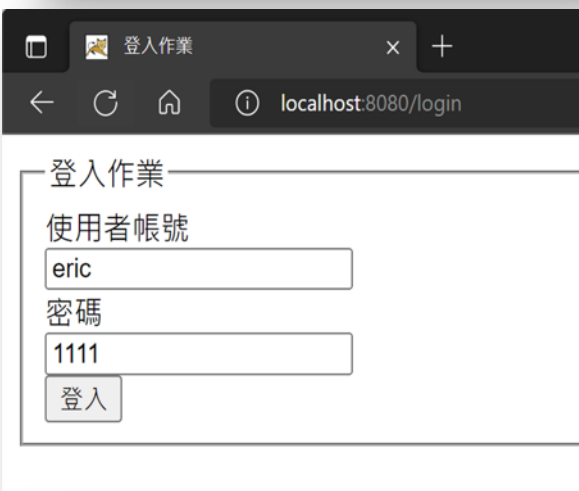 登入作業
localhost:8080/login
登入作業
使用者帳號
eric
密碼
1111
登入